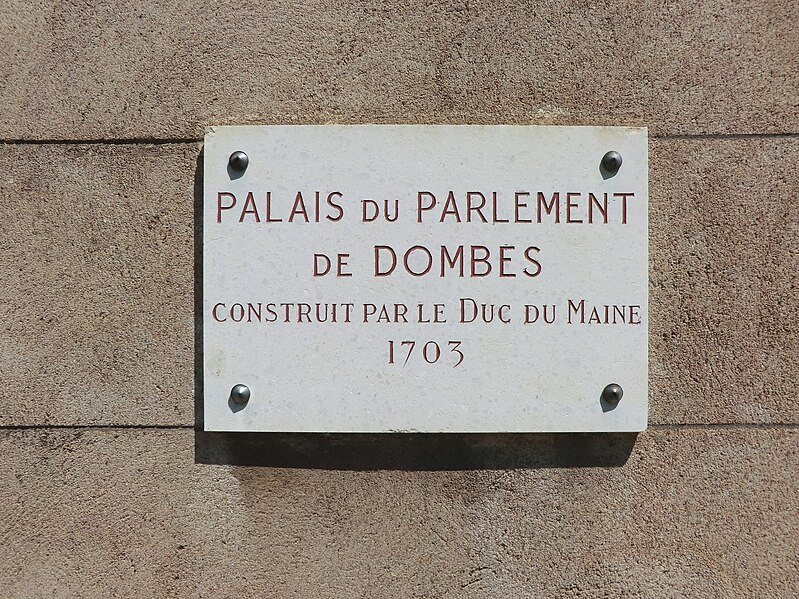 PALAIS DU PARLEMENT
DE DOMBES
CONSTRUIT PAR LE DUC DU MAINE
1703